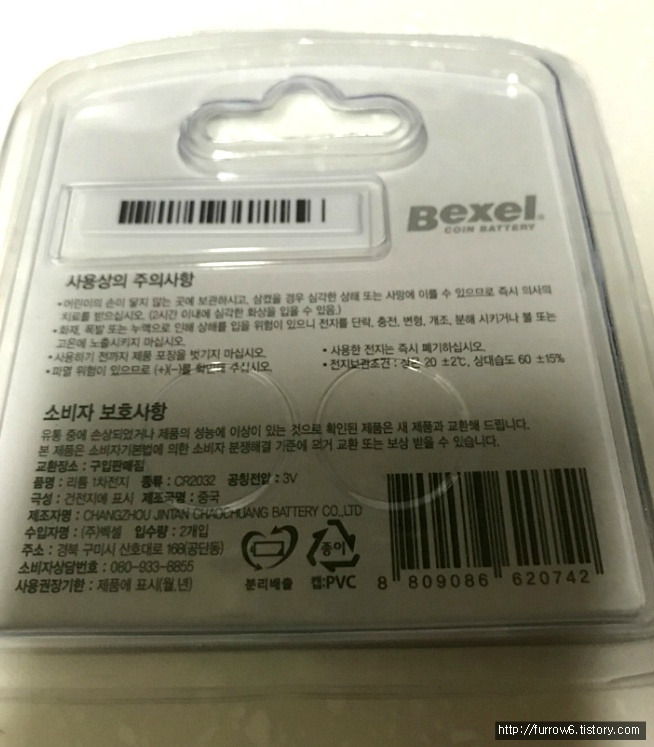 Bexel
COIN BATTERY
사용상의 주의사항
•어린이의 손이 닿지 않는 곳에 보관하시고, 삼켰을 경우 심각한 상해 또는 사망에 이를 수 있으므로 즉시 의사의
치료를 받으십시오. (2시간 이내에 심각한 화상을 입을 수 있음.)
•화재, 폭발 또는 누액으로 인해 상해를 입을 위험이 있으니 전지를 단락, 충전, 변형, 개조, 분해 시키거나 불 또는
고온에 노출시키지 마십시오.
•사용하기 전까지 제품 포장을 벗기지 마십시오.
•사용한 전지는 즉시 폐기하십시오.
•파열 위험이 있으므로 (+)(-)를 확인해 주십시오.
•전지보관조건 : 상온 20 ±2℃, 상대습도 60 ±15%
소비자 보호사항
유통 중에 손상되었거나 제품의 성능에 이상이 있는 것으로 확인된 제품은 새 제품과 교환해 드립니다.
본 제품은 소비자기본법에 의한 소비자 분쟁해결 기준에 의거 교환 또는 보상 받을 수 있습니다.
교환장소 : 구입판매점
품명 : 리튬 1차전지 종류 : CR2032 공칭전압 : 3V
극성 : 건전지에 표시 제조국명 : 중국
제조자명 : CHANGZHOU JINTAN CHAOCHUANG BATTERY CO.,LTD
수입자명 : (주)벡셀 입수량 : 2개입
주소 : 경북 구미시 산호대로 168(공단동)
소비자상담번호 : 080-933-6855
사용권장기한 : 제품에 표시(월,년)
분리배출
종이
캡:PVC
8 809086 620742
http://furrow6.tistory.com